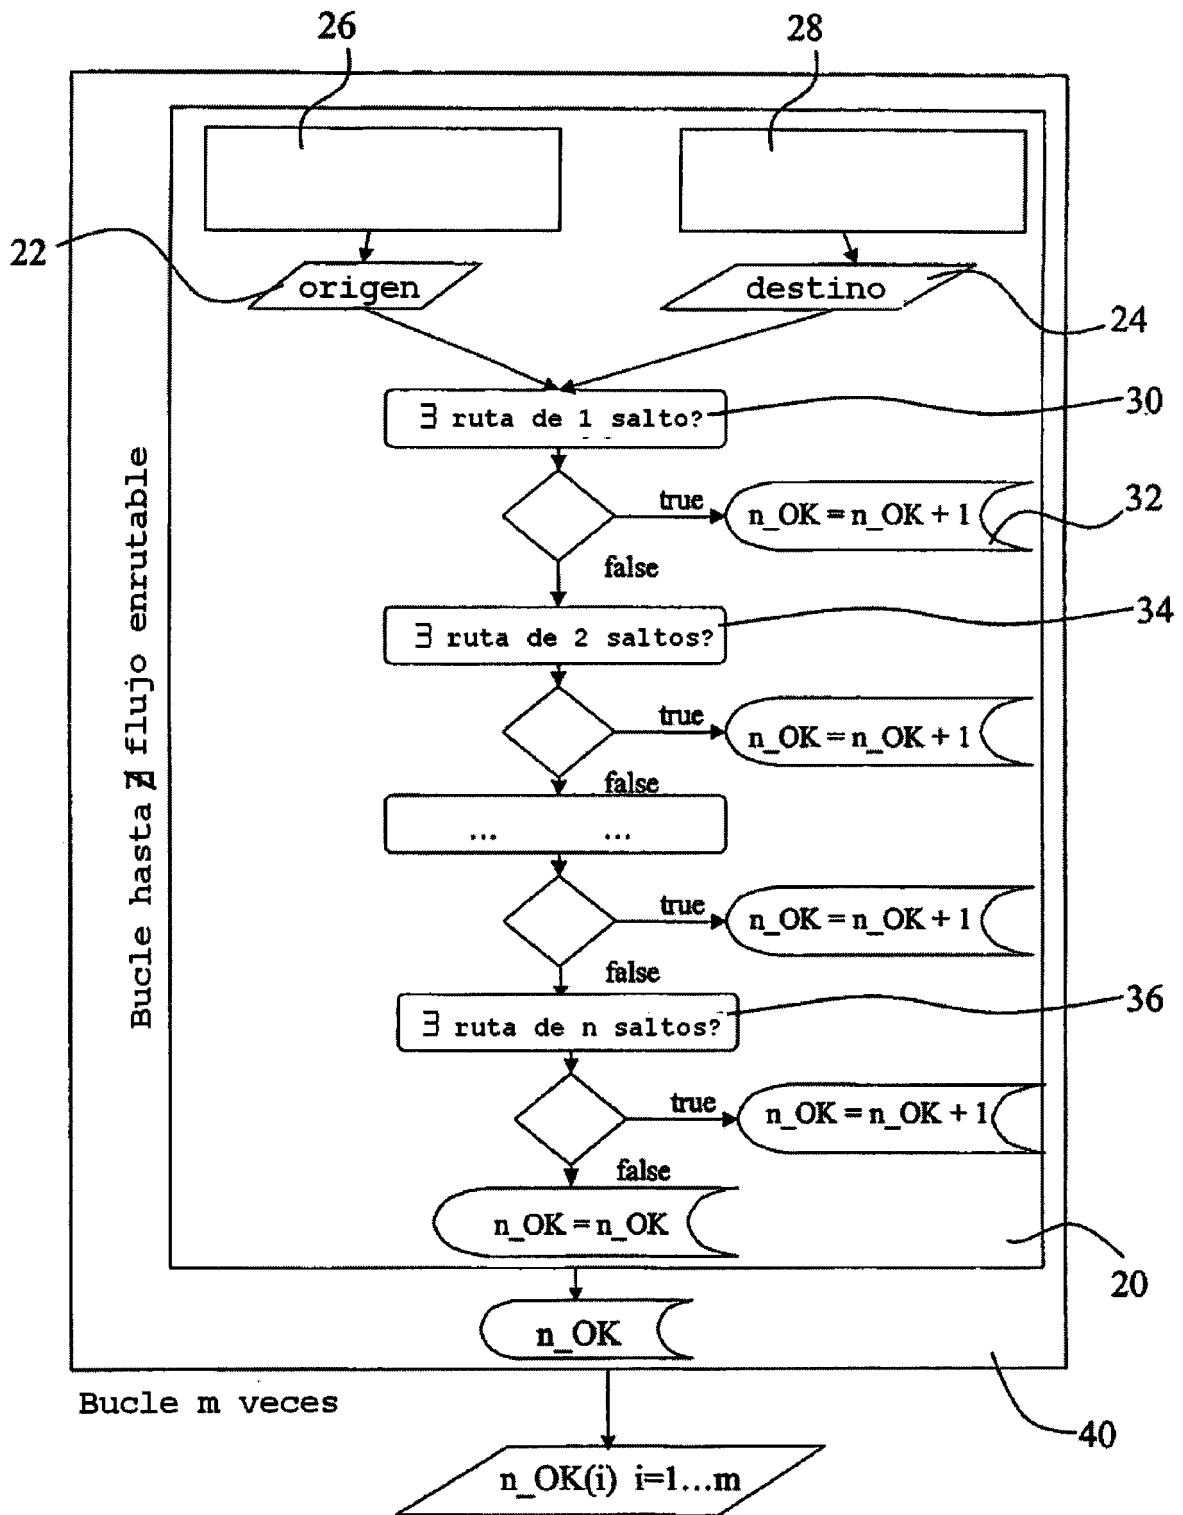 26
28
22
origen
destino
24
∃ ruta de 1 salto?
30
true
n_OK = n_OK + 1
32
false
∃ ruta de 2 saltos?
34
true
n_OK = n_OK + 1
false
... ...
true
n_OK = n_OK + 1
false
∃ ruta de n saltos?
36
true
n_OK = n_OK + 1
false
n_OK = n_OK
20
Bucle hasta ∄ flujo enrutable
n_OK
Bucle m veces
40
n_OK(i) i=1...m